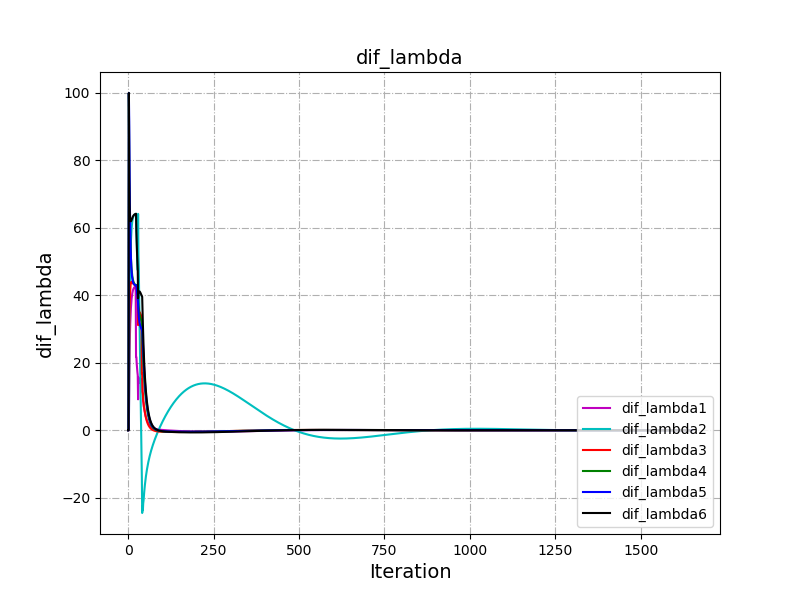 dif_lambda
dif_lambda
100
80
60
40
20
0
−20
0 250 500 750 1000 1250 1500
Iteration
dif_lambda1
dif_lambda2
dif_lambda3
dif_lambda4
dif_lambda5
dif_lambda6